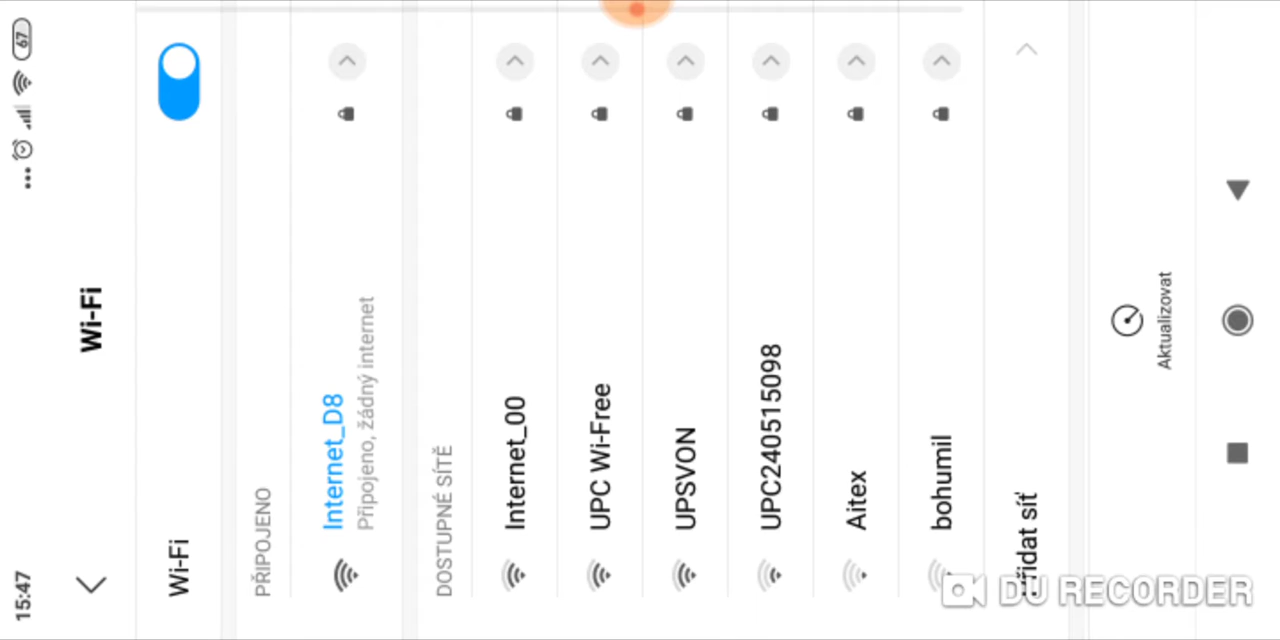 15:47
67
Wi-Fi
Wi-Fi
PŘIPOJENO
Internet_D8
Připojeno, žádný internet
DOSTUPNÉ SÍTĚ
Internet_00
UPC Wi-Free
UPSVON
UPC240515098
Aitex
bohumil
Přidat síť
Aktualizovat
DU RECORDER